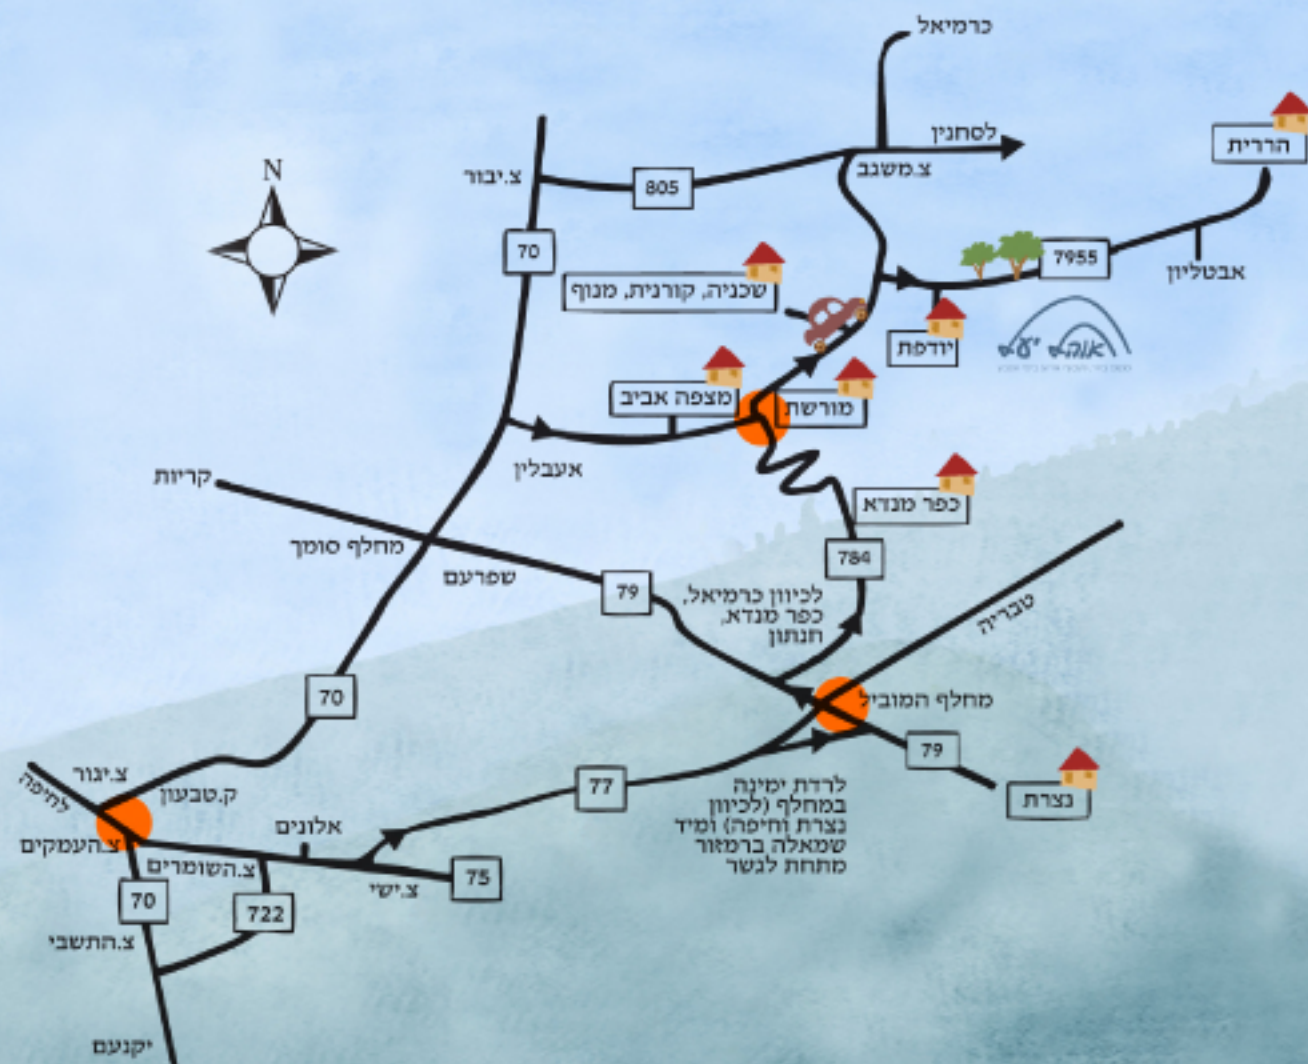 כרמיאל
לסחנין
הררית
צ.משגב
צ.יבור
805
N
70
7955
אבטליון
שכניה, קורנית, מנוף
יודפת
אוהל יעל
מצפה אביב
מורשת
אעבלין
קריות
כפר מנדא
מחלף סומך
שפרעם
784
79
לכיוון כרמיאל,
כפר מנדא,
חנתון
טבריה
70
מחלף המוביל
79
נצרת
77
לרדת ימינה
במחלף (לכיוון
נצרת וחיפה) ומיד
שמאלה ברמזור
מתחת לגשר
צ.יגור
לחיפה
ק.טבעון
אלונים
צ.העמקים
צ.השומרים
צ.ישי
75
70
722
צ.התשבי
יקנעם